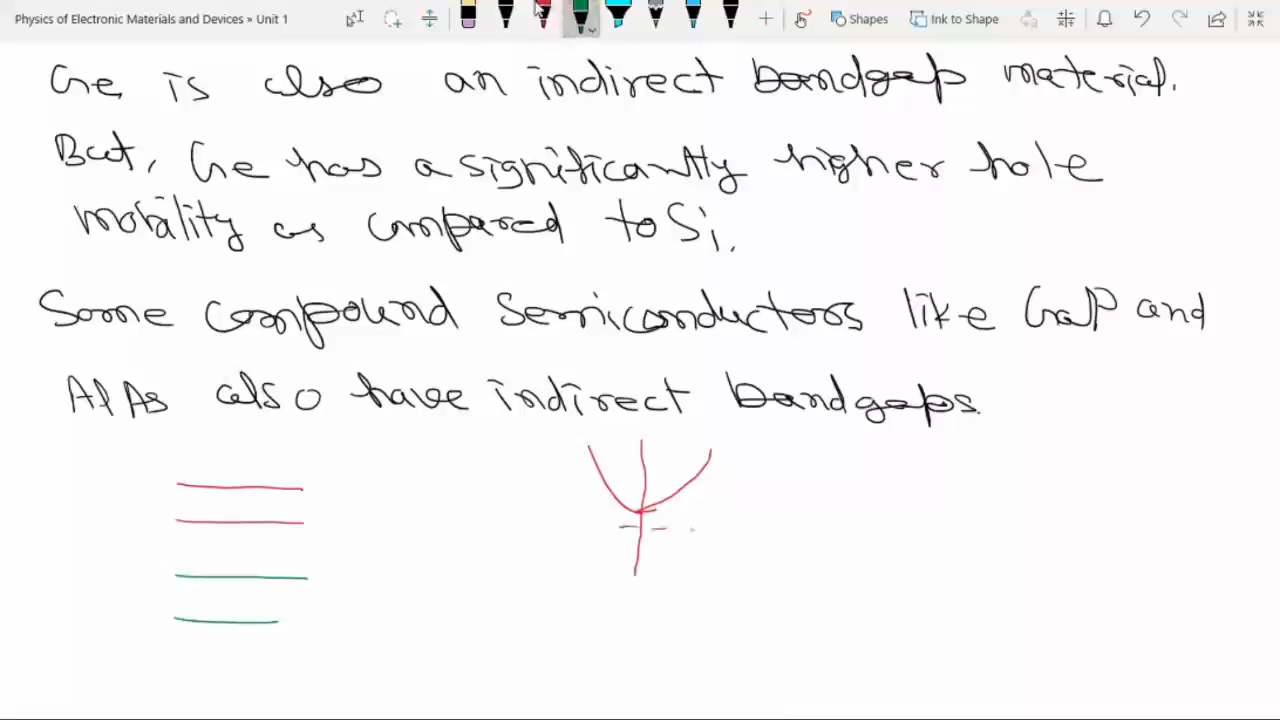 Physics of Electronic Materials and Devices » Unit 1
Shapes
Ink to Shape
Ge is also an indirect bandgap material.
But, Ge has a significantly higher hole
mobility as compared to Si.
Some compound semiconductors like GaP and
AlAs also have indirect bandgaps.